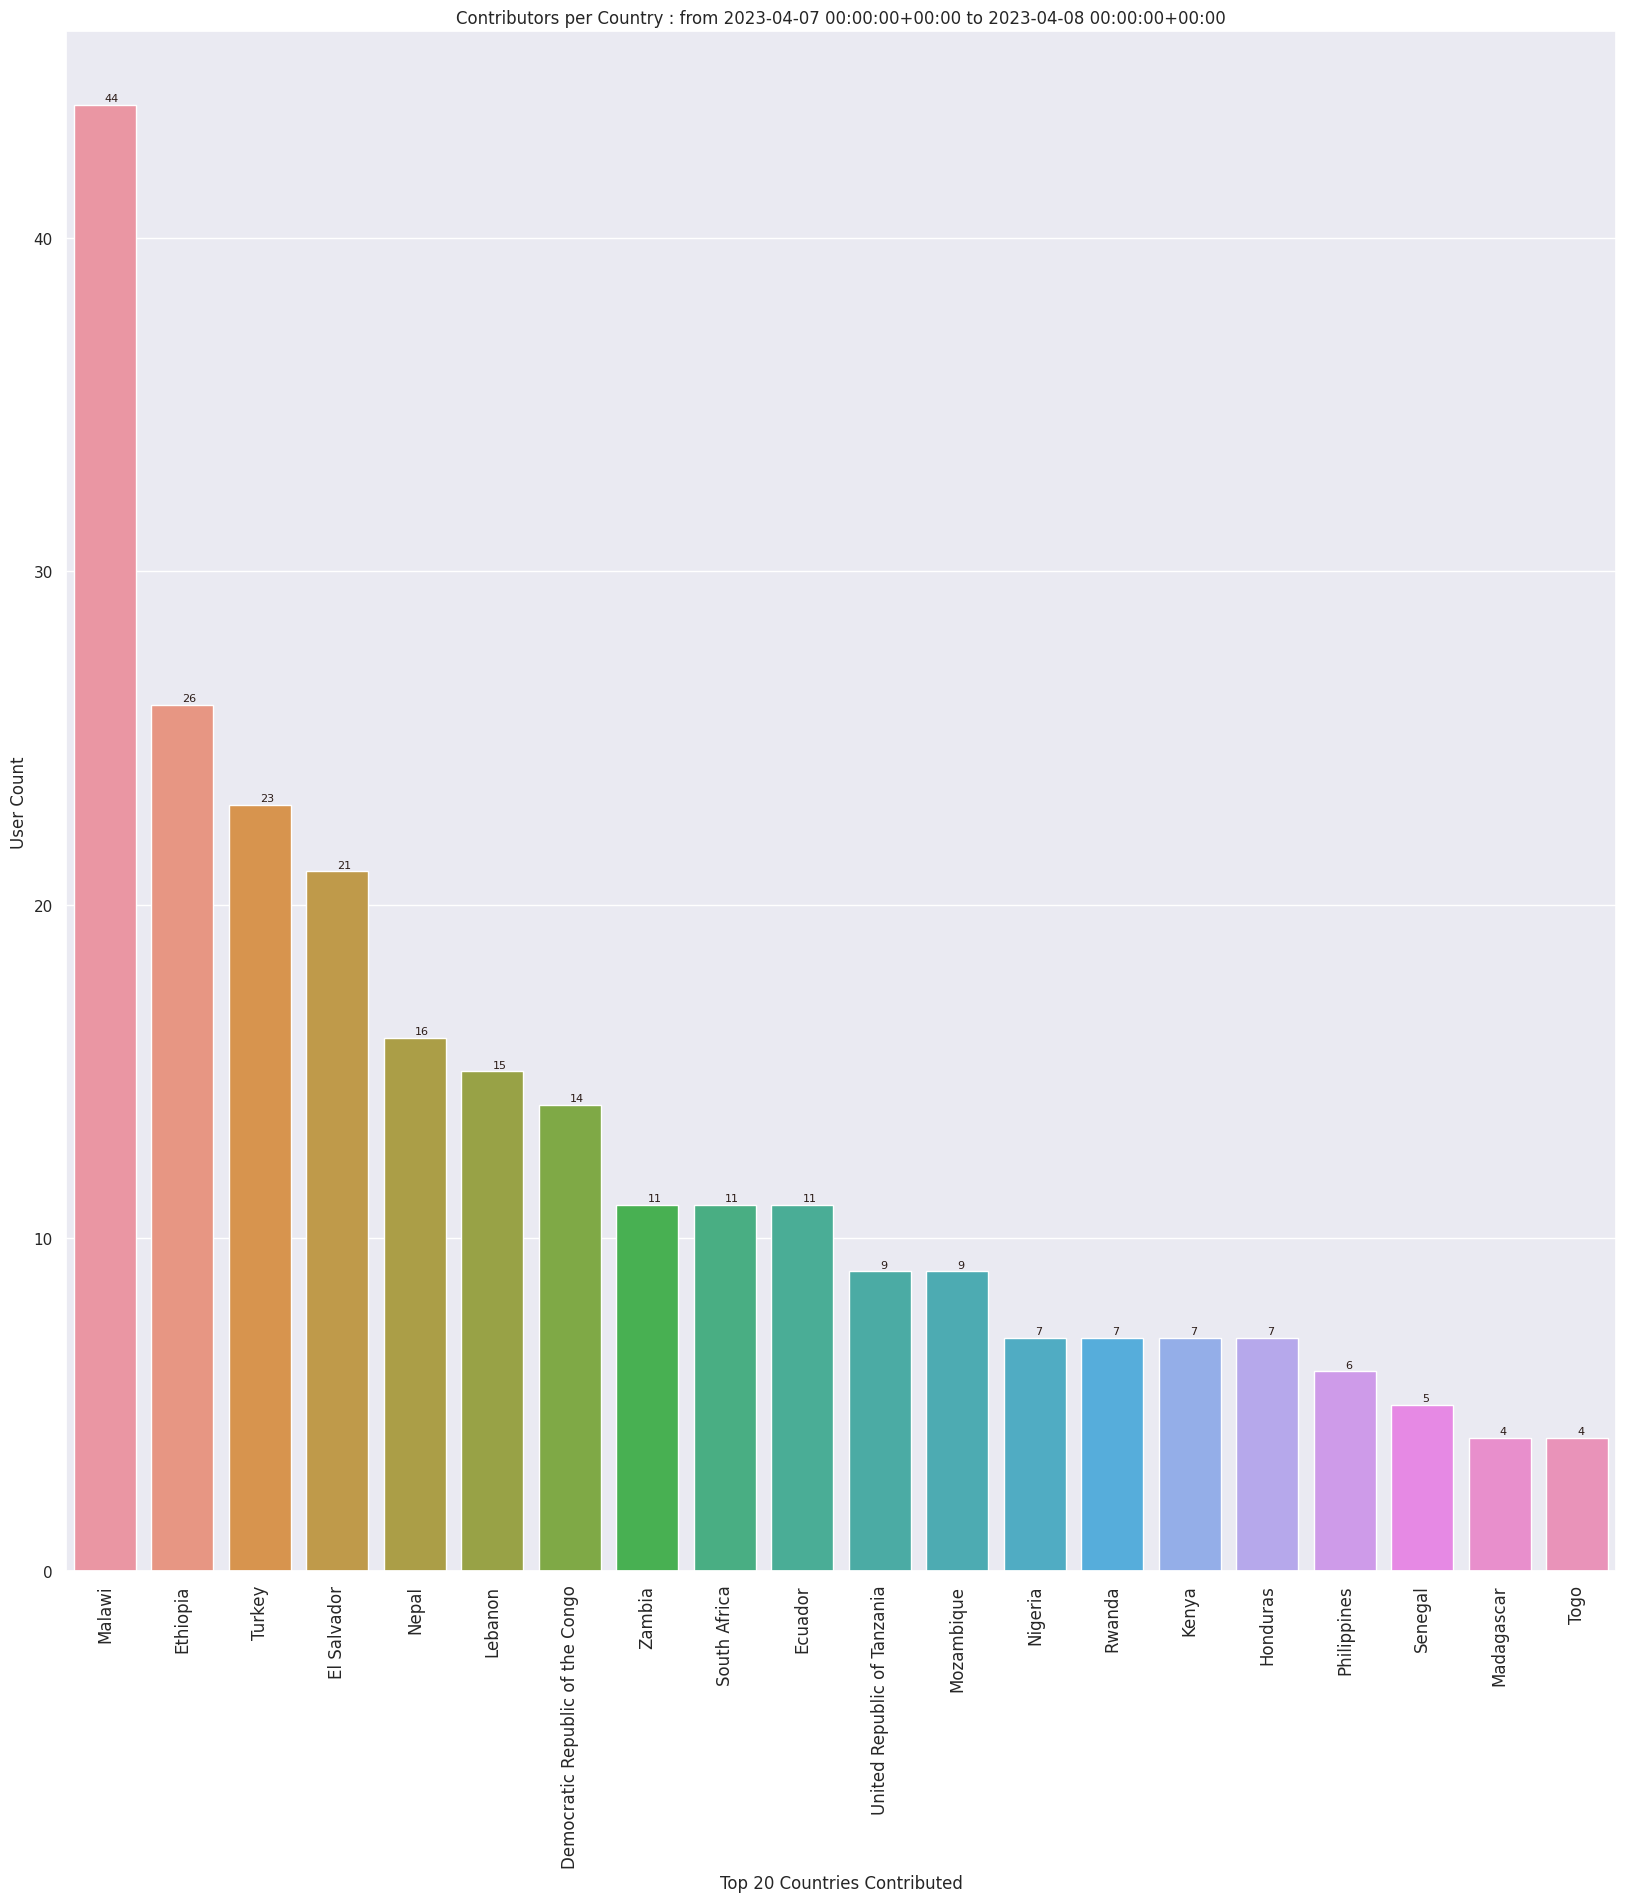 Contributors per Country : from 2023-04-07 00:00:00+00:00 to 2023-04-08 00:00:00+00:00
User Count
40
30
20
10
0
44
26
23
21
16
15
14
11
11
11
9
9
7
7
7
7
6
5
4
4
Malawi
Ethiopia
Turkey
El Salvador
Nepal
Lebanon
Democratic Republic of the Congo
Zambia
South Africa
Ecuador
United Republic of Tanzania
Mozambique
Nigeria
Rwanda
Kenya
Honduras
Philippines
Senegal
Madagascar
Togo
Top 20 Countries Contributed